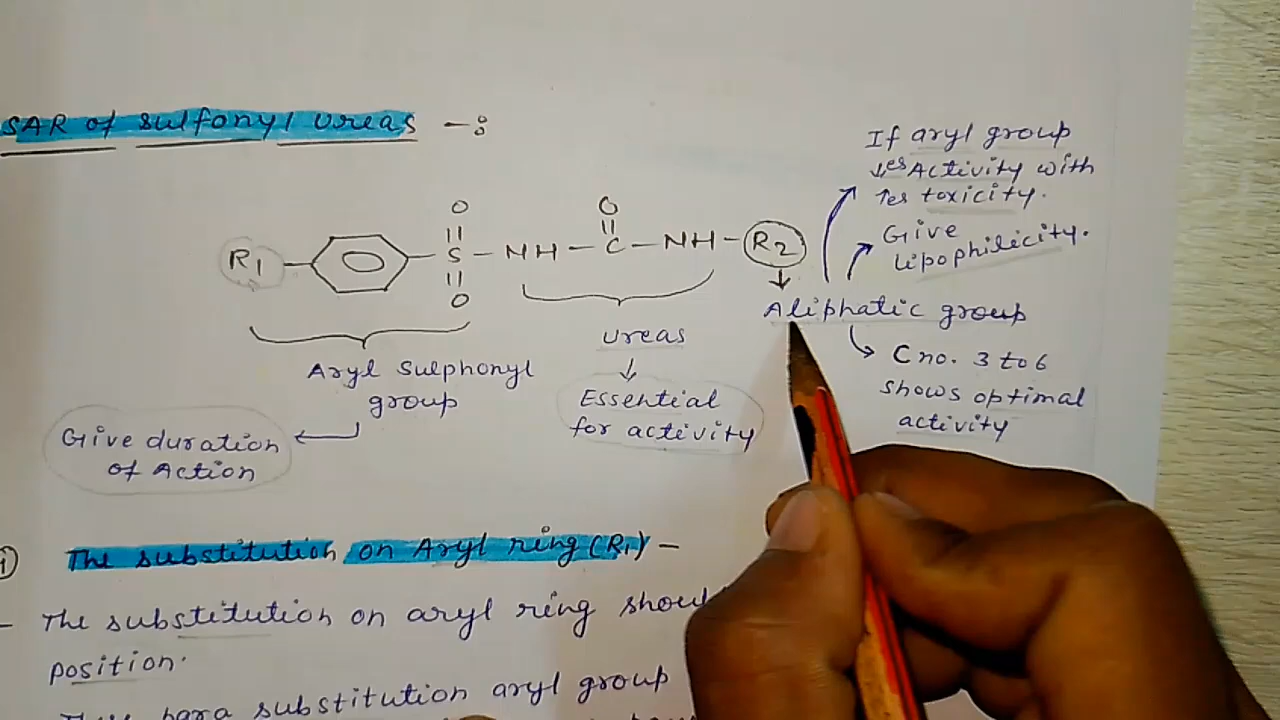 SAR of sulfonyl ureas -:
If aryl group
↓es Activity with
↑es toxicity.
Give
lipophilicity.
O O
|| ||
R1 - S - NH - C - NH - R2
||
O
Aliphatic group
C no. 3 to 6
shows optimal
activity
ureas
Essential
for activity
Aryl Sulphonyl
group
Give duration
of Action
① The substitution on Aryl ring (R1) -
- The substitution on aryl ring
position.
para substitution aryl group